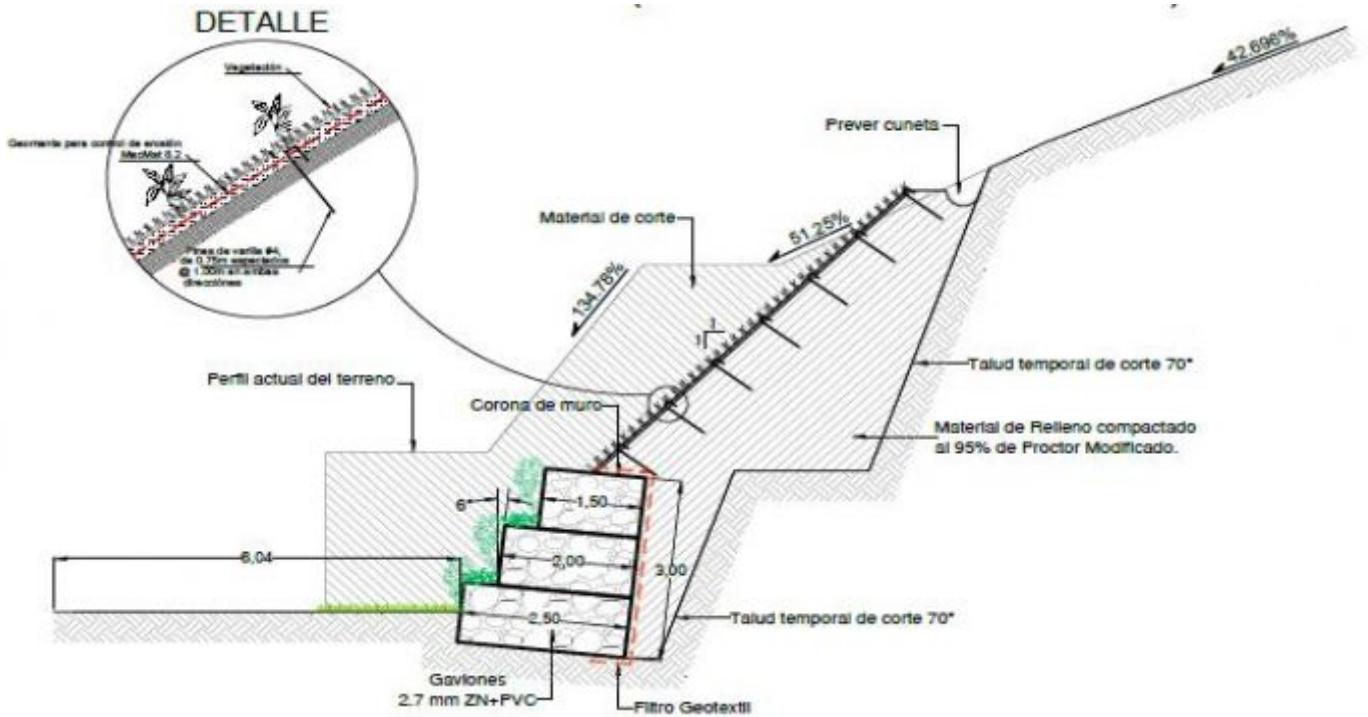 DETALLE
Vegetación
Geomanta para control de erosión
MacMat 8.2
Pines de varilla #4,
de 0.75m espaciados
@ 1.00m en ambas
direcciónes
42.696%
Prever cuneta
Material de corte
51.25%
134.78%
1
1
Talud temporal de corte 70°
Perfil actual del terreno
Corona de muro
Material de Relleno compactado
al 95% de Proctor Modificado.
6
1,50
2,00
3,00
6,04
2,50
Talud temporal de corte 70°
Gaviones
2.7 mm ZN+PVC
Filtro Geotextil